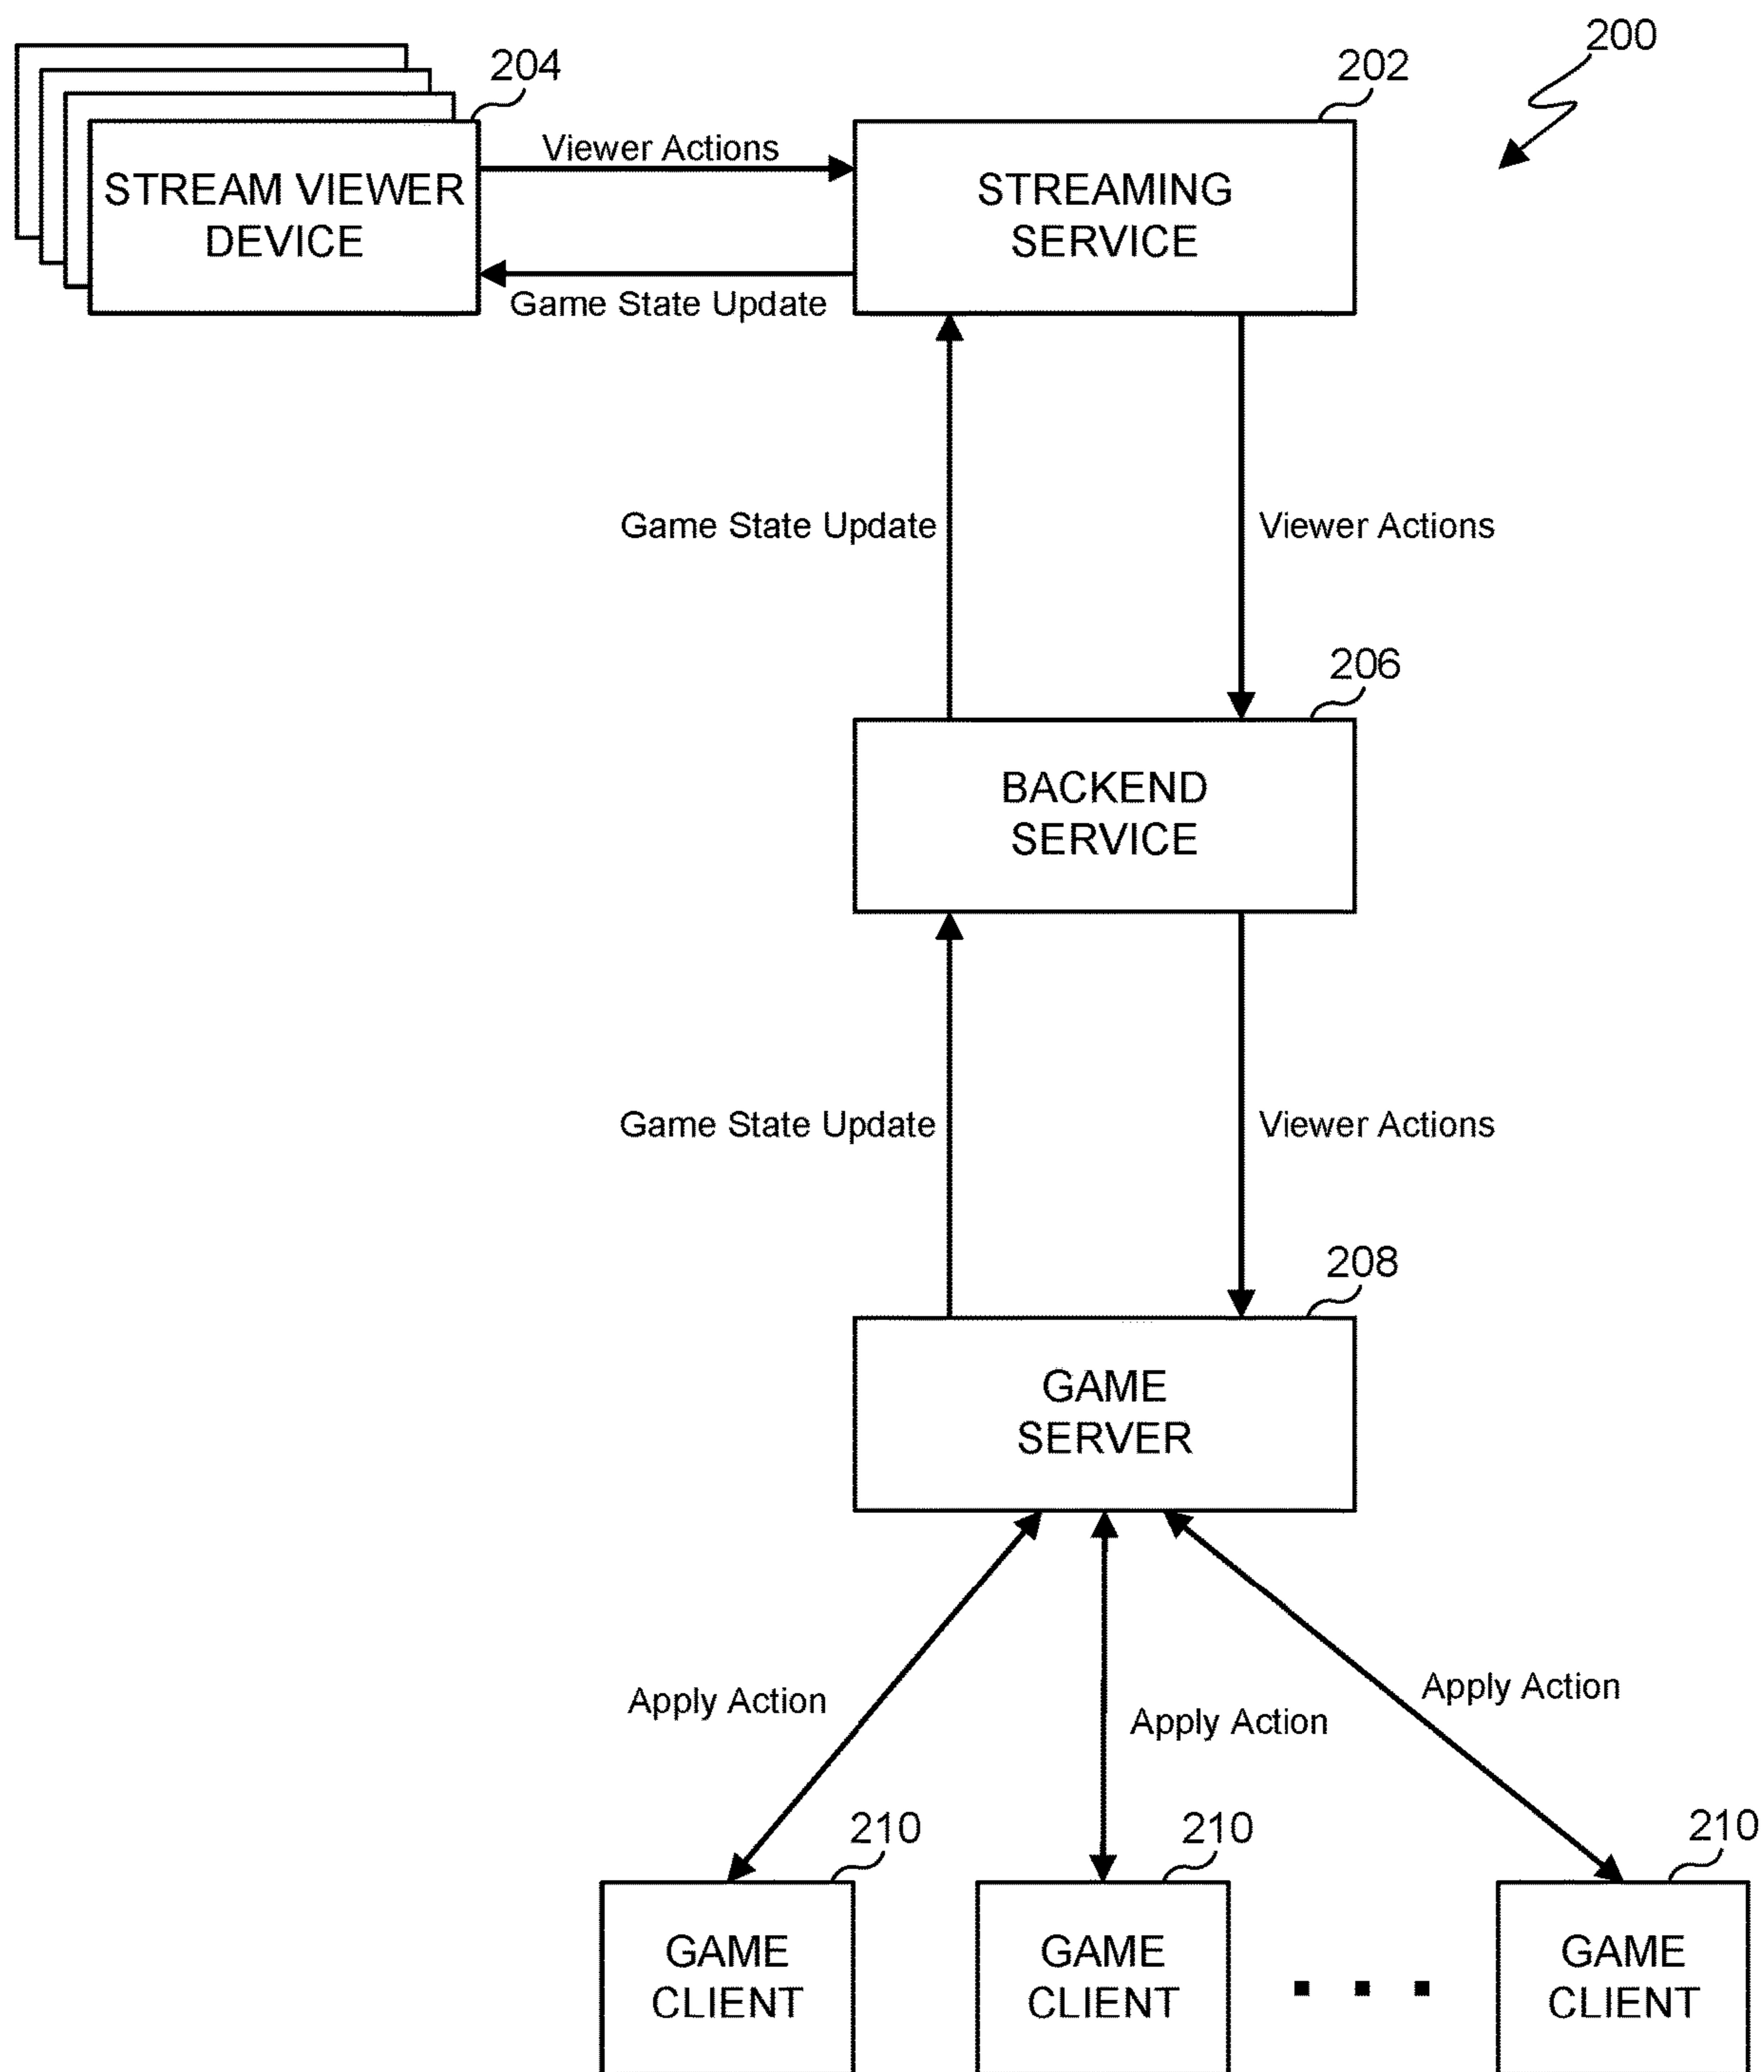 200
204
202
Viewer Actions
STREAM VIEWER
DEVICE
STREAMING
SERVICE
Game State Update
Game State Update
Viewer Actions
206
BACKEND
SERVICE
Game State Update
Viewer Actions
208
GAME
SERVER
Apply Action
Apply Action
Apply Action
210
210
210
GAME
CLIENT
GAME
CLIENT
GAME
CLIENT